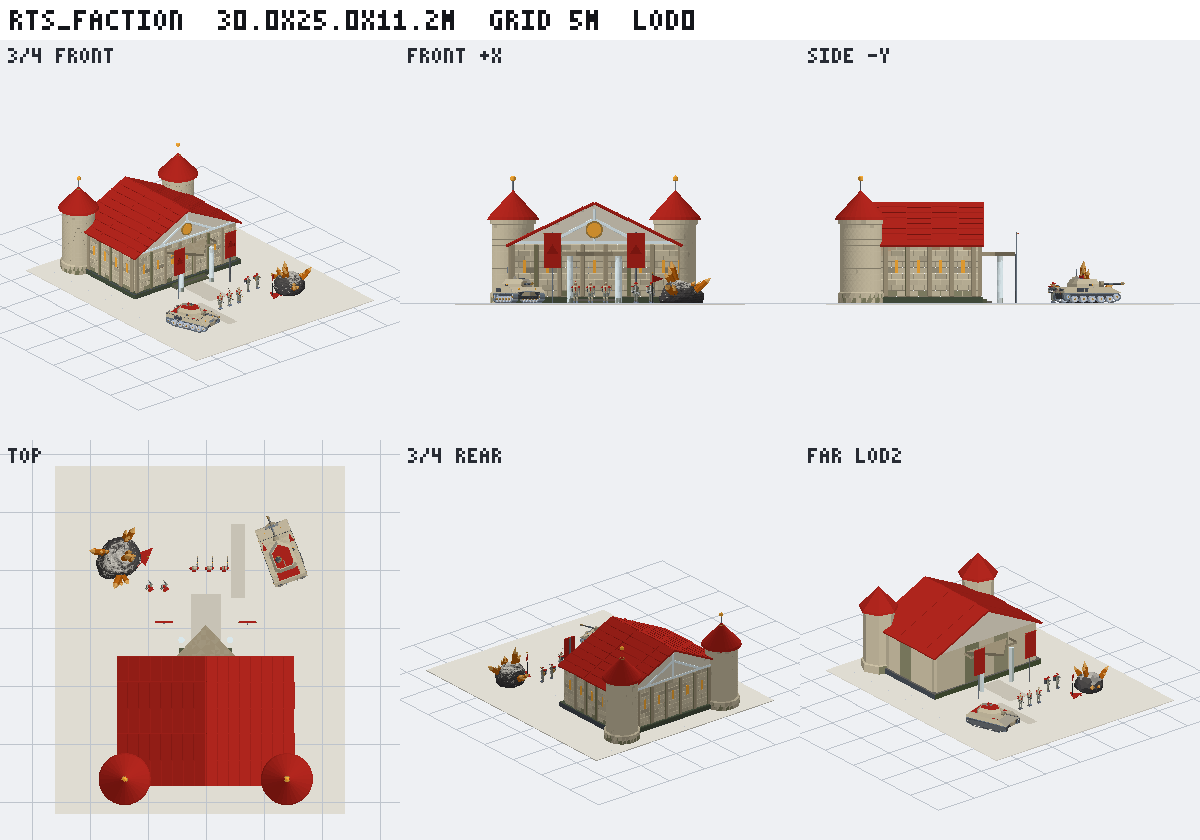 RTS_FACTION 30.0X25.0X11.2M GRID 5M LOD0
3/4 FRONT
FRONT +X
SIDE -Y
TOP
3/4 REAR
FAR LOD2